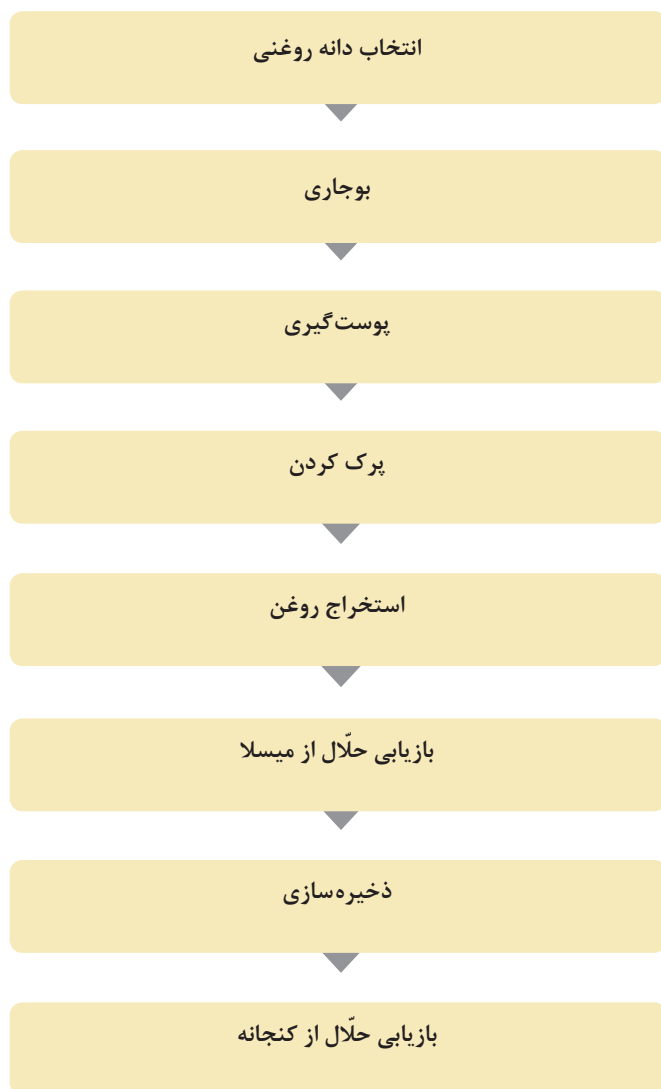 انتخاب دانه روغنی
بوجاری
پوست‌گیری
پرک کردن
استخراج روغن
بازیابی حلّال از میسلا
ذخیره‌سازی
بازیابی حلّال از کنجانه